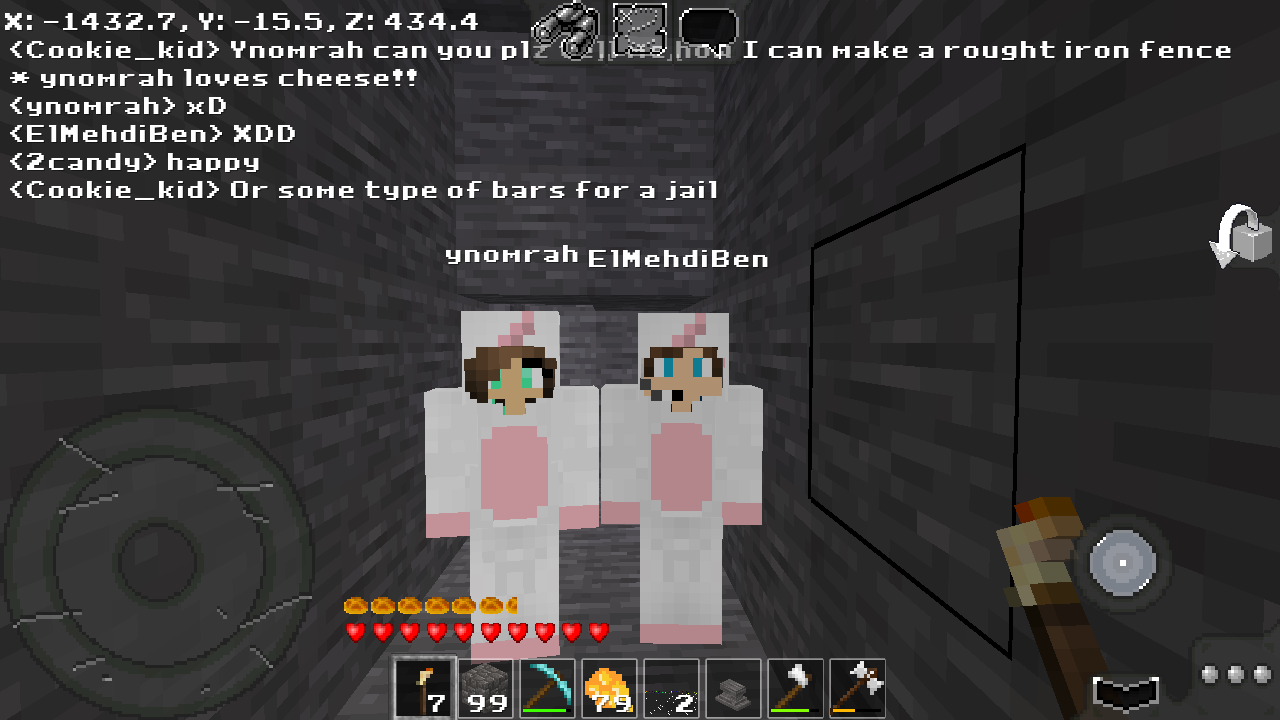 X: -1432.7, Y: -15.5, Z: 434.4
<Cookie_kid> Ynomrah can you plz how I can make a rought iron fence
* ynomrah loves cheese!!
<ynomrah> xD
<ElMehdiBen> XDD
<2candy> happy
<Cookie_kid> Or some type of bars for a jail
ynomrah ElMehdiBen
7 99 79 2